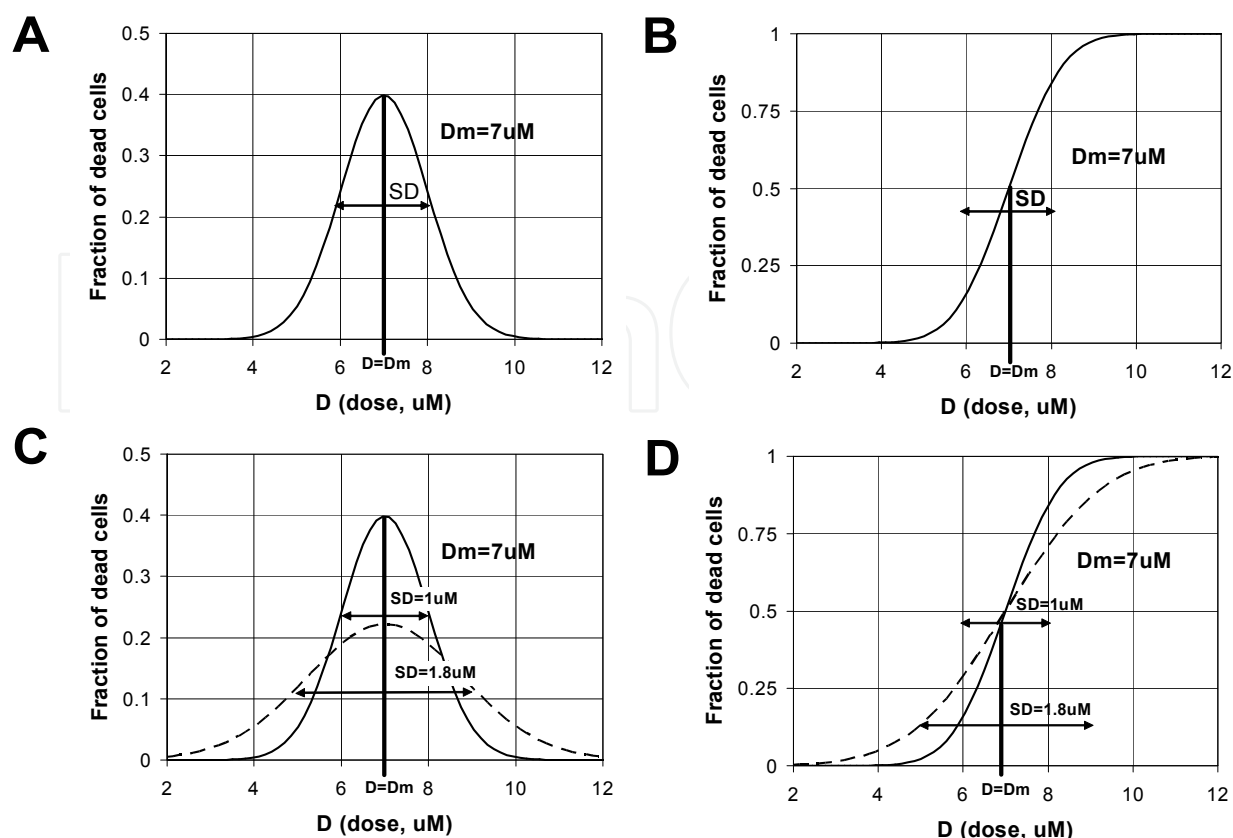 A
Fraction of dead cells
0.5
0.4
0.3
0.2
0.1
0
Dm=7uM
SD
2 4 6 8 10 12
D=Dm
D (dose, uM)
B
Fraction of dead cells
1
0.75
0.5
0.25
0
Dm=7uM
SD
2 4 6 8 10 12
D=Dm
D (dose, uM)
C
Fraction of dead cells
0.5
0.4
0.3
0.2
0.1
0
Dm=7uM
SD=1uM
SD=1.8uM
2 4 6 8 10 12
D=Dm
D (dose, uM)
D
Fraction of dead cells
1
0.75
0.5
0.25
0
Dm=7uM
SD=1uM
SD=1.8uM
2 4 6 8 10 12
D=Dm
D (dose, uM)